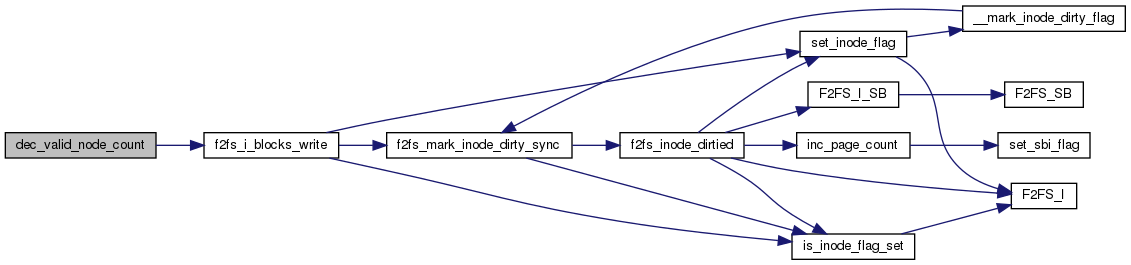 dec_valid_node_count
f2fs_i_blocks_write
f2fs_mark_inode_dirty_sync
f2fs_inode_dirtied
set_inode_flag
__mark_inode_dirty_flag
F2FS_I_SB
F2FS_SB
inc_page_count
set_sbi_flag
F2FS_I
is_inode_flag_set